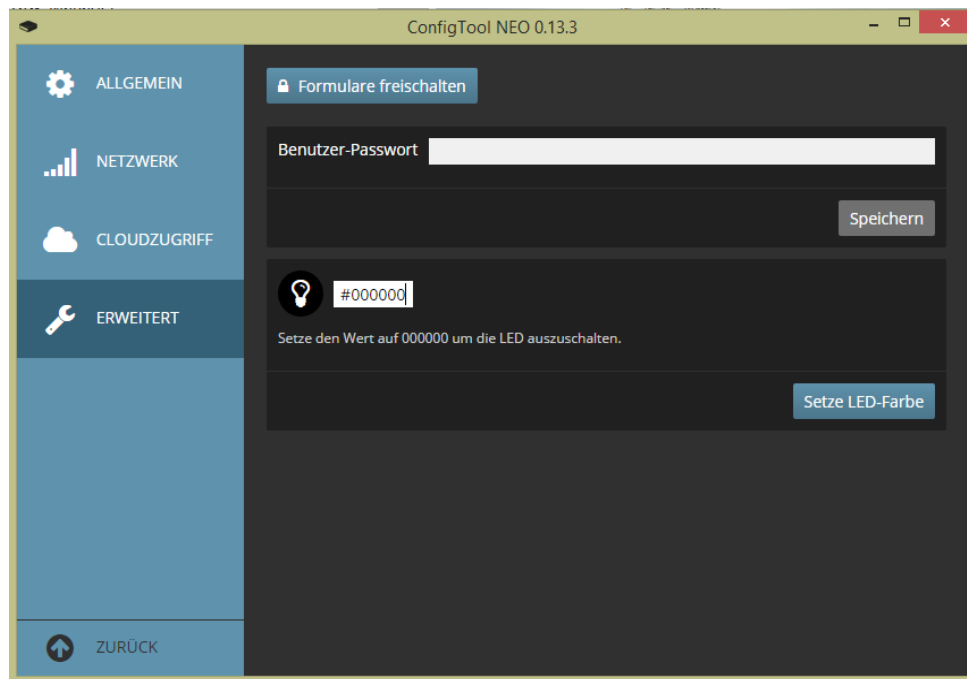 ConfigTool NEO 0.13.3
ALLGEMEIN
NETZWERK
CLOUDZUGRIFF
ERWEITERT
ZURÜCK
Formulare freischalten
Benutzer-Passwort
Speichern
#000000
Setze den Wert auf 000000 um die LED auszuschalten.
Setze LED-Farbe